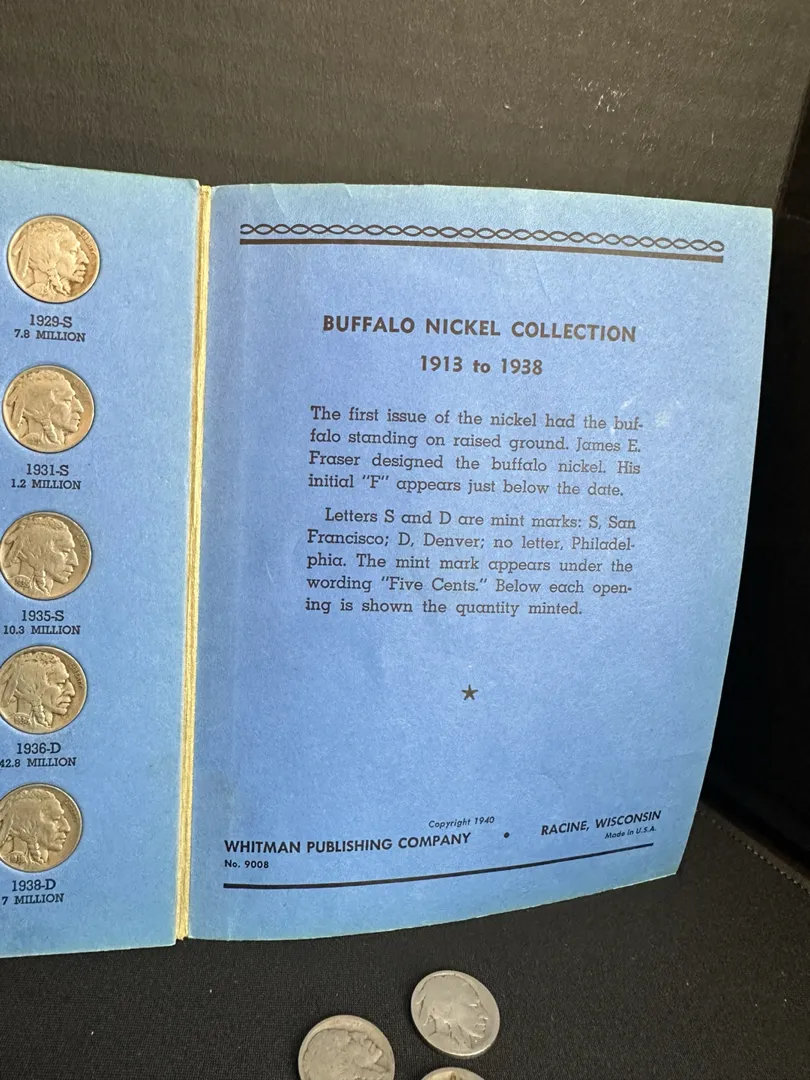 1929-S
7.8 MILLION
1931-S
1.2 MILLION
1935-S
10.3 MILLION
1936-D
42.8 MILLION
1938-D
7 MILLION
BUFFALO NICKEL COLLECTION
1913 to 1938
The first issue of the nickel had the buf-
falo standing on raised ground. James E.
Fraser designed the buffalo nickel. His
initial "F" appears just below the date.
Letters S and D are mint marks: S, San
Francisco; D, Denver; no letter, Philadel-
phia. The mint mark appears under the
wording "Five Cents." Below each open-
ing is shown the quantity minted.
Copyright 1940
WHITMAN PUBLISHING COMPANY • RACINE, WISCONSIN
No. 9008
Made in U.S.A.